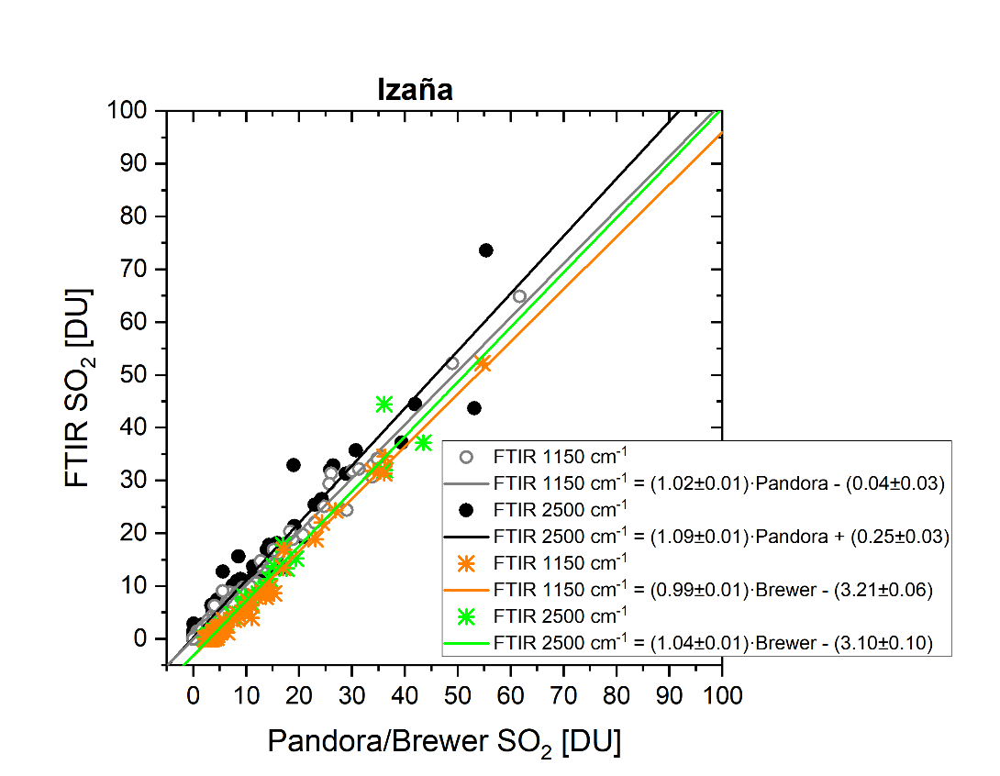 Izaña
100
90
80
70
60
50
40
30
20
10
0
FTIR SO₂ [DU]
FTIR 1150 cm⁻¹
FTIR 1150 cm⁻¹ = (1.02±0.01)·Pandora - (0.04±0.03)
FTIR 2500 cm⁻¹
FTIR 2500 cm⁻¹ = (1.09±0.01)·Pandora + (0.25±0.03)
FTIR 1150 cm⁻¹
FTIR 1150 cm⁻¹ = (0.99±0.01)·Brewer - (3.21±0.06)
FTIR 2500 cm⁻¹
FTIR 2500 cm⁻¹ = (1.04±0.01)·Brewer - (3.10±0.10)
0 10 20 30 40 50 60 70 80 90 100
Pandora/Brewer SO₂ [DU]